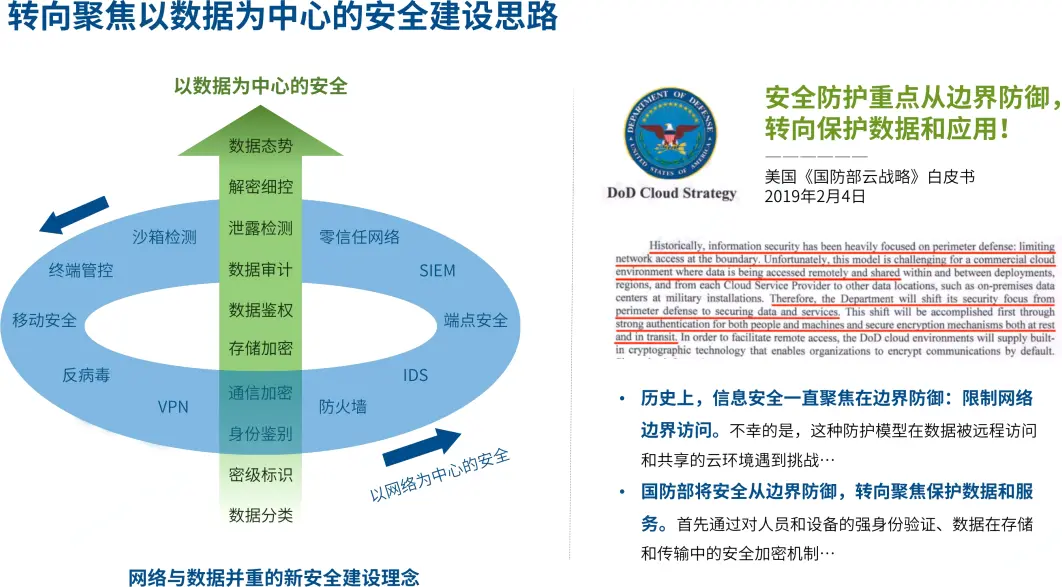 转向聚焦以数据为中心的安全建设思路
以数据为中心的安全
数据态势
解密细控
泄露检测
数据审计
数据鉴权
存储加密
通信加密
身份鉴别
密级标识
数据分类
沙箱检测
终端管控
移动安全
反病毒
VPN
零信任网络
SIEM
端点安全
IDS
防火墙
以网络为中心的安全
网络与数据并重的新安全建设理念
DEPARTMENT OF DEFENSE
UNITED STATES OF AMERICA
DoD Cloud Strategy
安全防护重点从边界防御，
转向保护数据和应用！
———————
美国《国防部云战略》白皮书
2019年2月4日
Historically, information security has been heavily focused on perimeter defense: limiting
network access at the boundary. Unfortunately, this model is challenging for a commercial cloud
environment where data is being accessed remotely and shared within and between deployments,
regions, and from each Cloud Service Provider to other data locations, such as on-premises data
centers at military installations. Therefore, the Department will shift its security focus from
perimeter defense to securing data and services. This shift will be accomplished first through
strong authentication for both people and machines and secure encryption mechanisms both at rest
and in transit. In order to facilitate remote access, the DoD cloud environments will supply built-
in cryptographic technology that enables organizations to encrypt communications by default.
• 历史上，信息安全一直聚焦在边界防御：限制网络
边界访问。不幸的是，这种防护模型在数据被远程访问
和共享的云环境遇到挑战…
• 国防部将安全从边界防御，转向聚焦保护数据和服
务。首先通过对人员和设备的强身份验证、数据在存储
和传输中的安全加密机制…